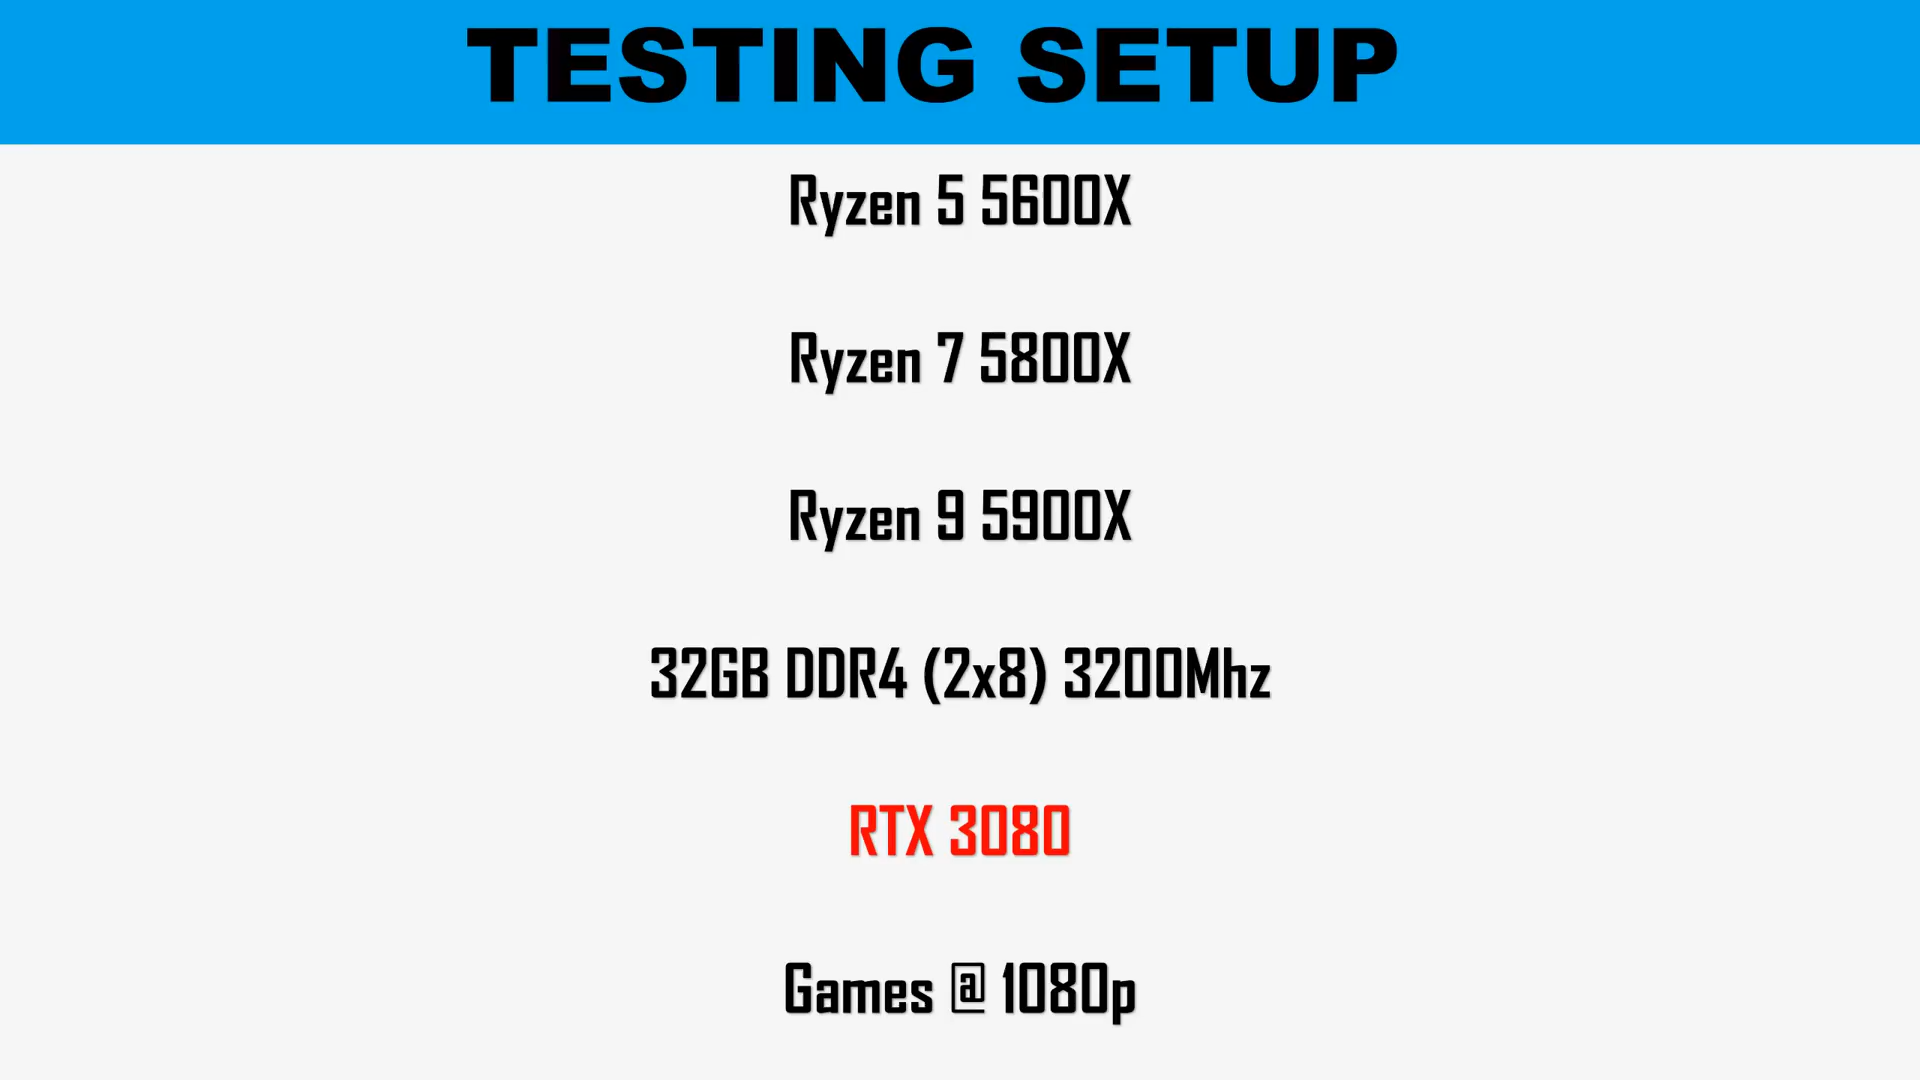 TESTING SETUP
Ryzen 5 5600X
Ryzen 7 5800X
Ryzen 9 5900X
32GB DDR4 (2x8) 3200Mhz
RTX 3080
Games @ 1080p